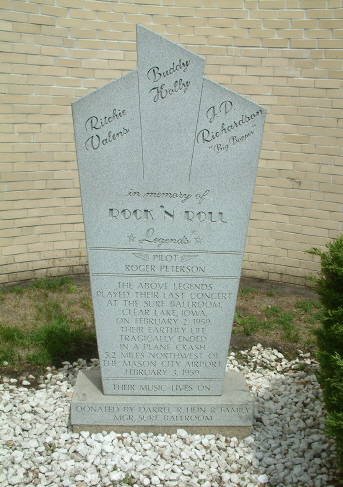 Buddy
Holly
Ritchie
Valens
J.P.
Richardson
"Big Bopper"
in memory of
ROCK 'N ROLL
Legends
PILOT
ROGER PETERSON
THE ABOVE LEGENDS
PLAYED THEIR LAST CONCERT
AT THE SURF BALLROOM,
CLEAR LAKE, IOWA,
ON FEBRUARY 2, 1959.
THEIR EARTHLY LIFE
TRAGICALLY ENDED
IN A PLANE CRASH
5.2 MILES NORTHWEST OF
THE MASON CITY AIRPORT
FEBRUARY 3, 1959.
THEIR MUSIC LIVES ON
DONATED BY DARREL R. HEIN & FAMILY
MGR. SURF BALLROOM